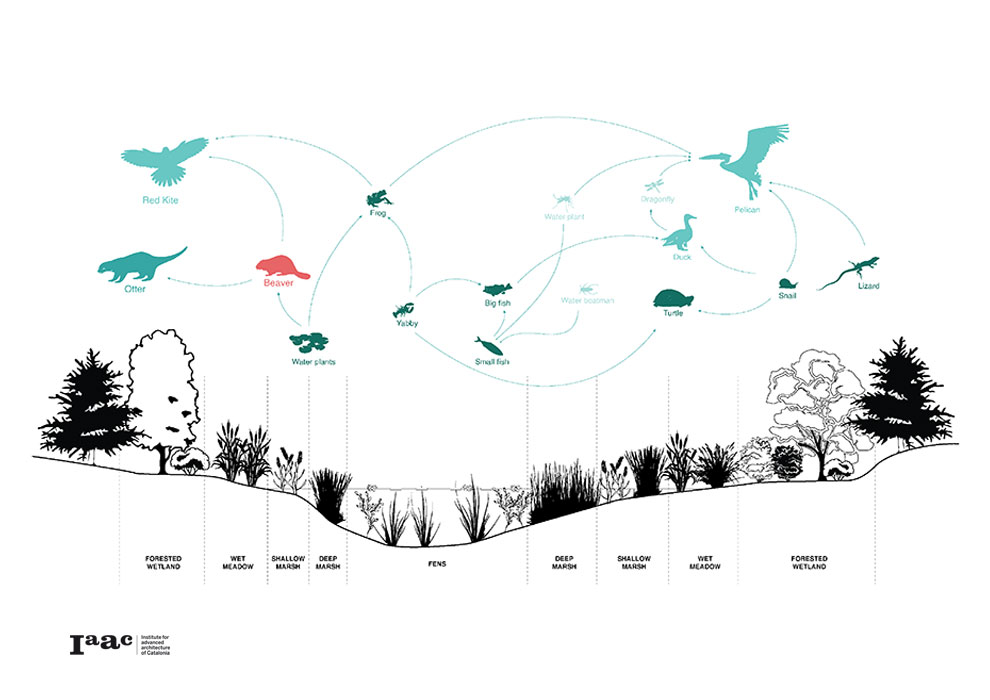 Red Kite
Frog
Water plant
Dragonfly
Pelican
Duck
Otter
Beaver
Big fish
Water boatman
Turtle
Snail
Lizard
Yabby
Water plants
Small fish
FORESTED
WETLAND
WET
MEADOW
SHALLOW
MARSH
DEEP
MARSH
FENS
DEEP
MARSH
SHALLOW
MARSH
WET
MEADOW
FORESTED
WETLAND
Iaac
Institute for
advanced
architecture
of Catalonia